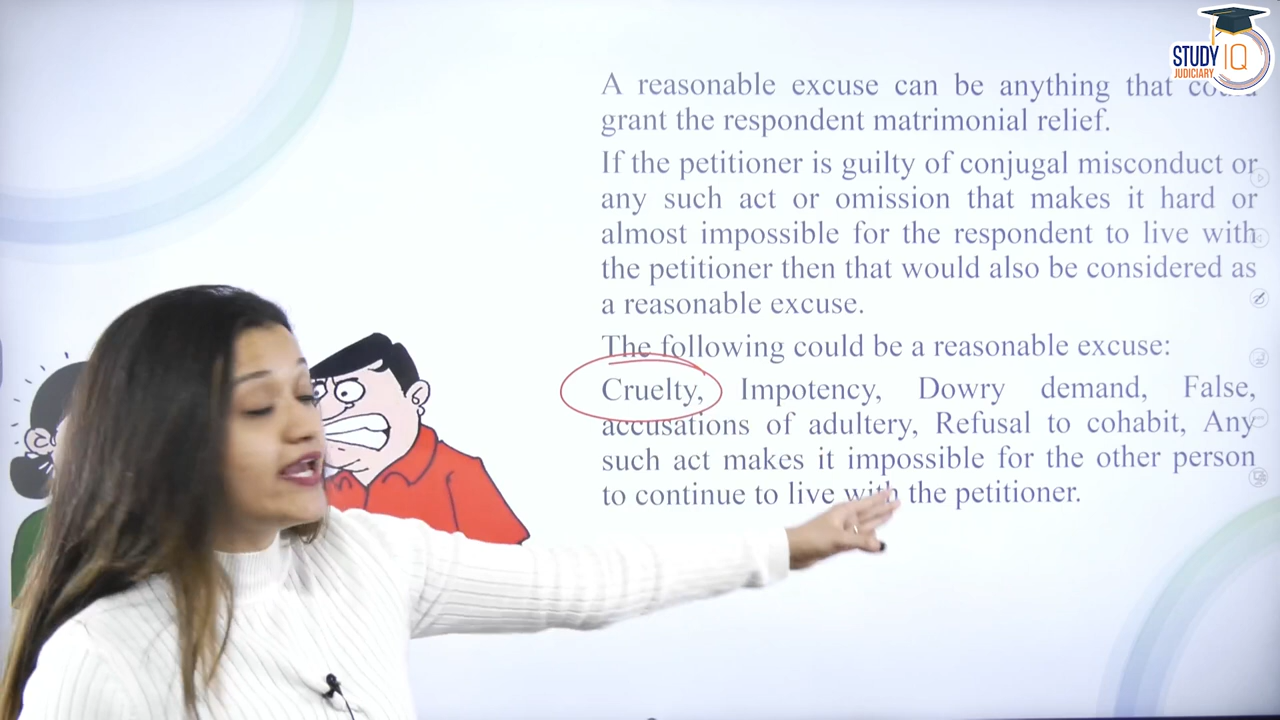 STUDY IQ
JUDICIARY
A reasonable excuse can be anything that could
grant the respondent matrimonial relief.
If the petitioner is guilty of conjugal misconduct or
any such act or omission that makes it hard or
almost impossible for the respondent to live with
the petitioner then that would also be considered as
a reasonable excuse.
The following could be a reasonable excuse:
Cruelty, Impotency, Dowry demand, False,
accusations of adultery, Refusal to cohabit, Any
such act makes it impossible for the other person
to continue to live with the petitioner.